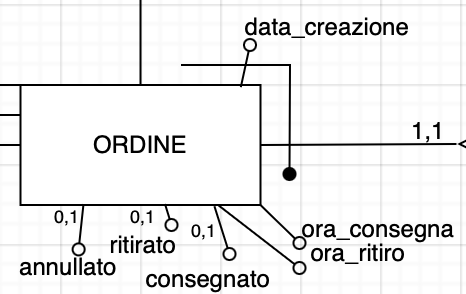 data_creazione
1,1
ORDINE
0,1
0,1
0,1
ora_consegna
ritirato
ora_ritiro
annullato
consegnato